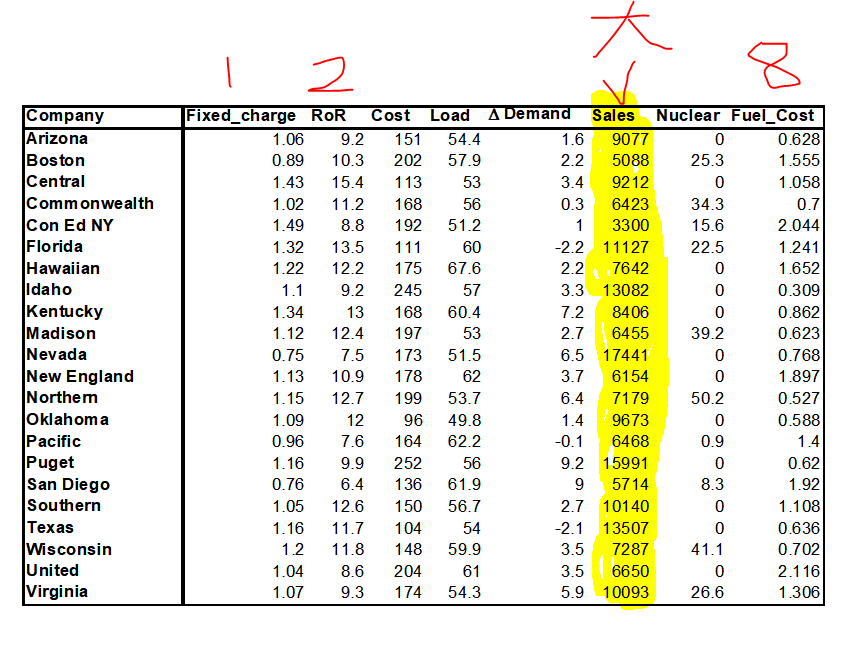 大
1 2 8
Company Fixed_charge RoR Cost Load Δ Demand Sales Nuclear Fuel_Cost
Arizona 1.06 9.2 151 54.4 1.6 9077 0 0.628
Boston 0.89 10.3 202 57.9 2.2 5088 25.3 1.555
Central 1.43 15.4 113 53 3.4 9212 0 1.058
Commonwealth 1.02 11.2 168 56 0.3 6423 34.3 0.7
Con Ed NY 1.49 8.8 192 51.2 1 3300 15.6 2.044
Florida 1.32 13.5 111 60 -2.2 11127 22.5 1.241
Hawaiian 1.22 12.2 175 67.6 2.2 7642 0 1.652
Idaho 1.1 9.2 245 57 3.3 13082 0 0.309
Kentucky 1.34 13 168 60.4 7.2 8406 0 0.862
Madison 1.12 12.4 197 53 2.7 6455 39.2 0.623
Nevada 0.75 7.5 173 51.5 6.5 17441 0 0.768
New England 1.13 10.9 178 62 3.7 6154 0 1.897
Northern 1.15 12.7 199 53.7 6.4 7179 50.2 0.527
Oklahoma 1.09 12 96 49.8 1.4 9673 0 0.588
Pacific 0.96 7.6 164 62.2 -0.1 6468 0.9 1.4
Puget 1.16 9.9 252 56 9.2 15991 0 0.62
San Diego 0.76 6.4 136 61.9 9 5714 8.3 1.92
Southern 1.05 12.6 150 56.7 2.7 10140 0 1.108
Texas 1.16 11.7 104 54 -2.1 13507 0 0.636
Wisconsin 1.2 11.8 148 59.9 3.5 7287 41.1 0.702
United 1.04 8.6 204 61 3.5 6650 0 2.116
Virginia 1.07 9.3 174 54.3 5.9 10093 26.6 1.306